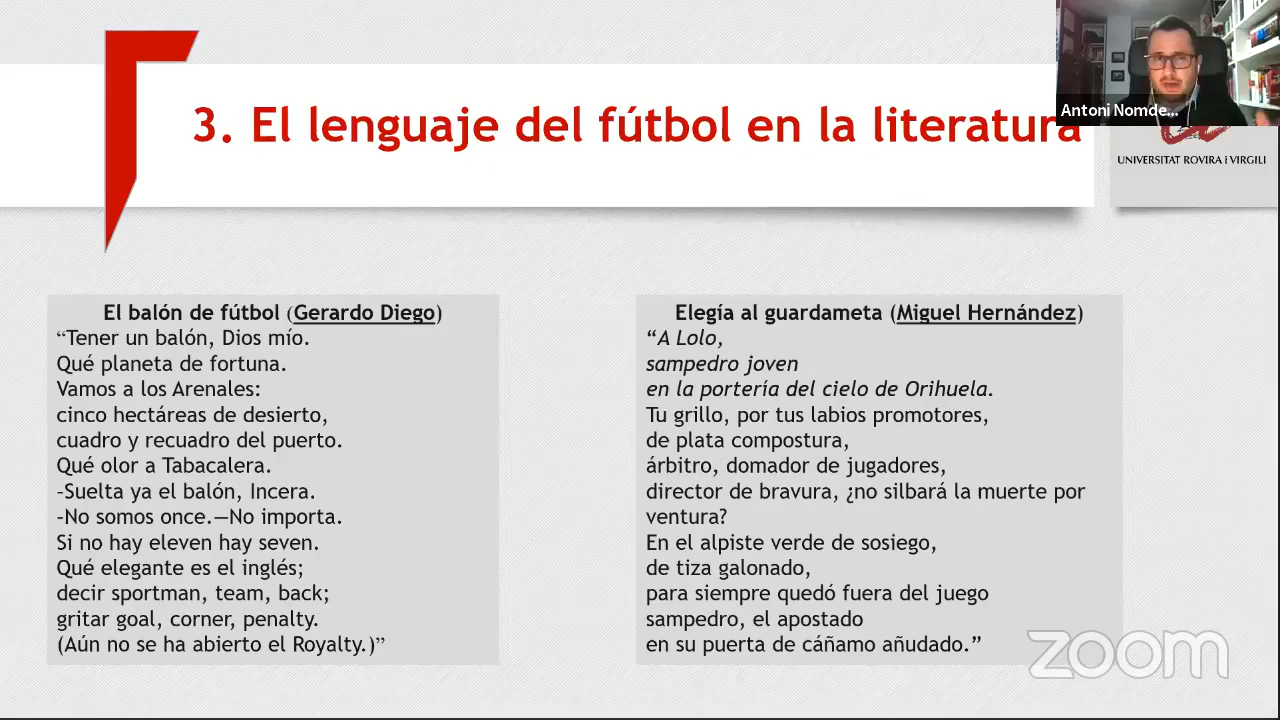 3. El lenguaje del fútbol en la literatura
Antoni Nomde...
UNIVERSITAT ROVIRA i VIRGILI
El balón de fútbol (Gerardo Diego)
“Tener un balón, Dios mío.
Qué planeta de fortuna.
Vamos a los Arenales:
cinco hectáreas de desierto,
cuadro y recuadro del puerto.
Qué olor a Tabacalera.
-Suelta ya el balón, Incera.
-No somos once.—No importa.
Si no hay eleven hay seven.
Qué elegante es el inglés;
decir sportman, team, back;
gritar goal, corner, penalty.
(Aún no se ha abierto el Royalty.)”
Elegía al guardameta (Miguel Hernández)
“A Lolo,
sampedro joven
en la portería del cielo de Orihuela.
Tu grillo, por tus labios promotores,
de plata compostura,
árbitro, domador de jugadores,
director de bravura, ¿no silbará la muerte por
ventura?
En el alpiste verde de sosiego,
de tiza galonado,
para siempre quedó fuera del juego
sampedro, el apostado
en su puerta de cáñamo añudado.”
zoom